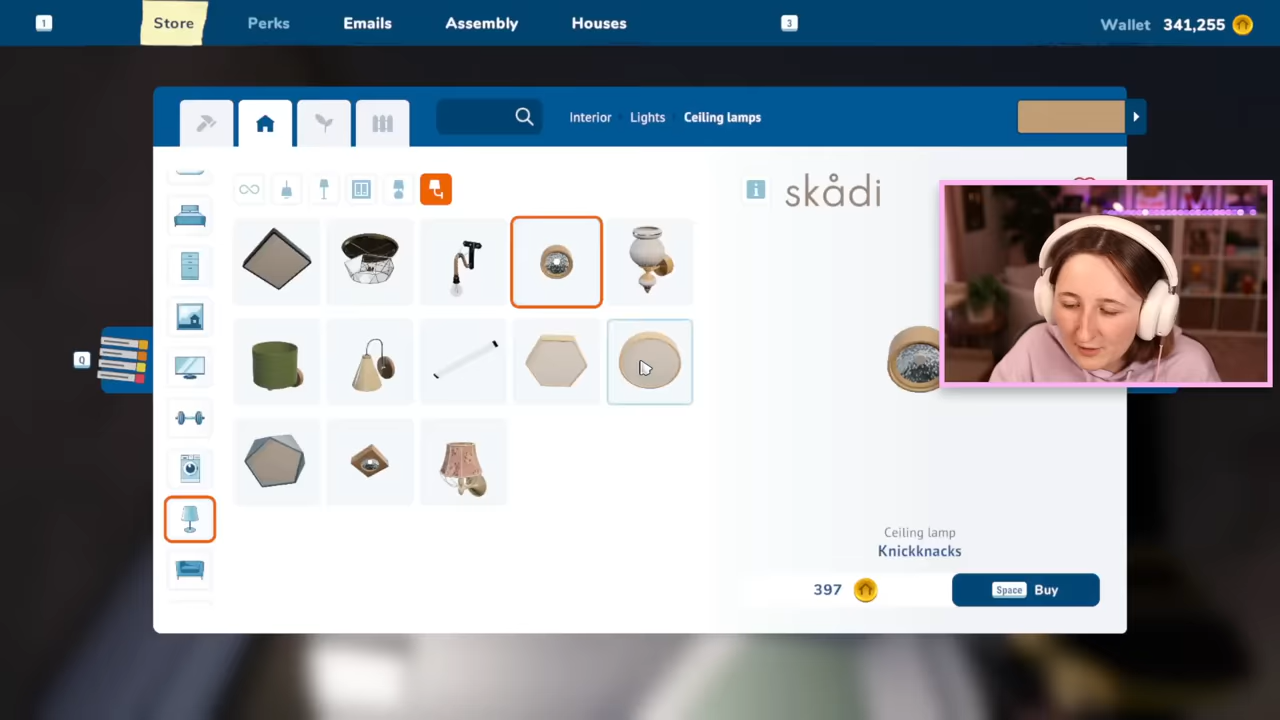 1
Store
Perks
Emails
Assembly
Houses
3
Wallet 341,255
Interior
Lights
Ceiling lamps
skådi
Q
Ceiling lamp
Knickknacks
397
Space Buy